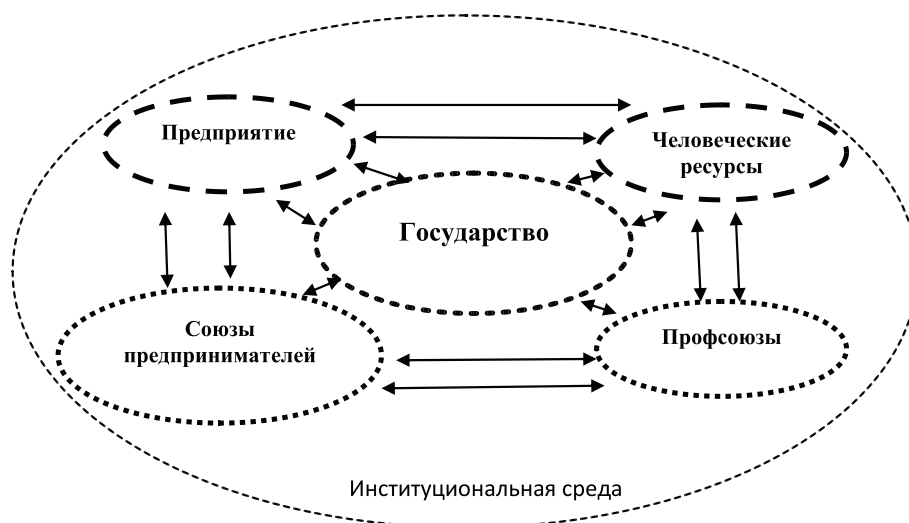 Предприятие
Человеческие
ресурсы
Государство
Союзы
предпринимателей
Профсоюзы
Институциональная среда